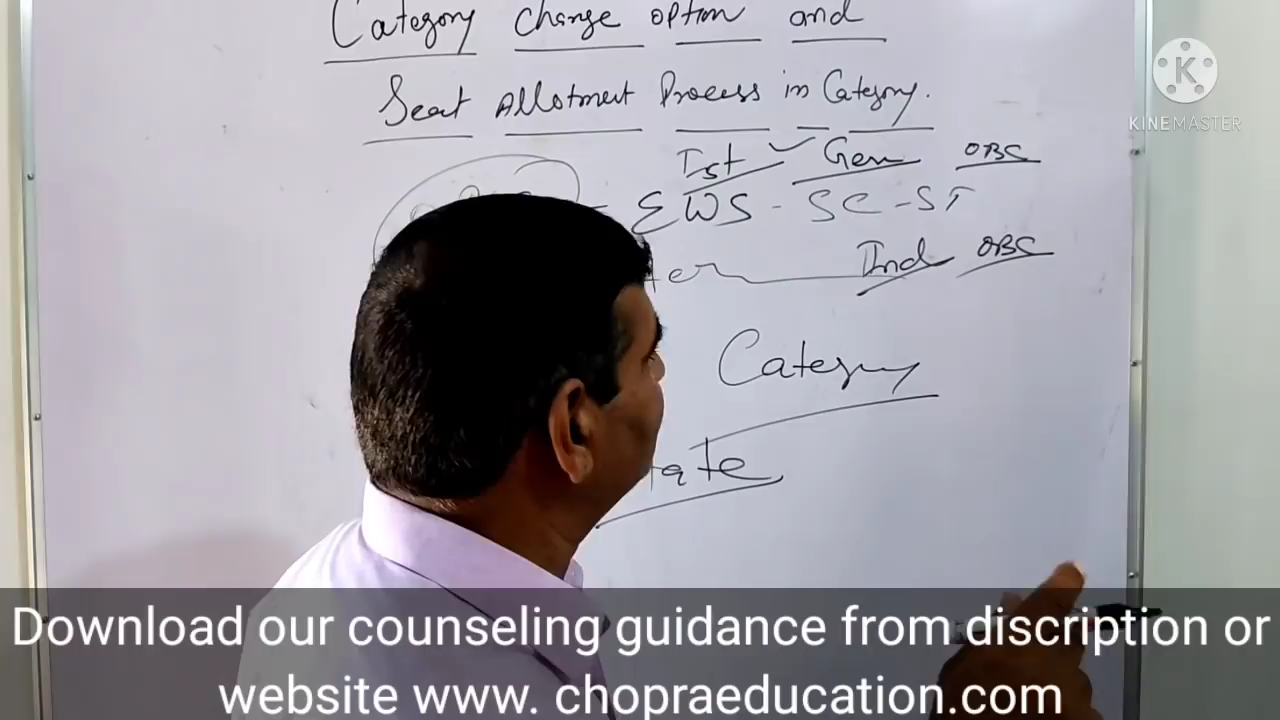 Category change option and
Seat Allotment Process in Category.
KINEMASTER
Ist Gen OBC
EWS - SC - ST
IInd OBC
Category
Download our counseling guidance from discription or
website www. chopraeducation.com